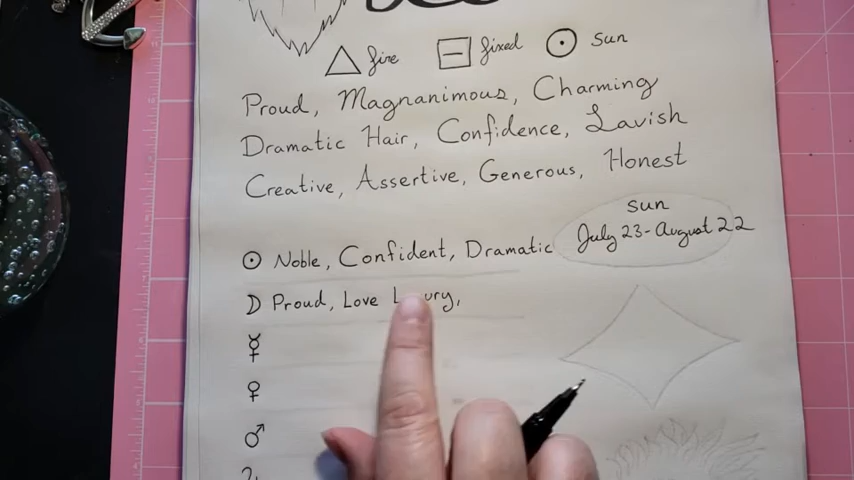 fire fixed Sun
Proud, Magnanimous, Charming
Dramatic Hair, Confidence, Lavish
Creative, Assertive, Generous, Honest
Sun
July 23-August 22
Noble, Confident, Dramatic
Proud, Love